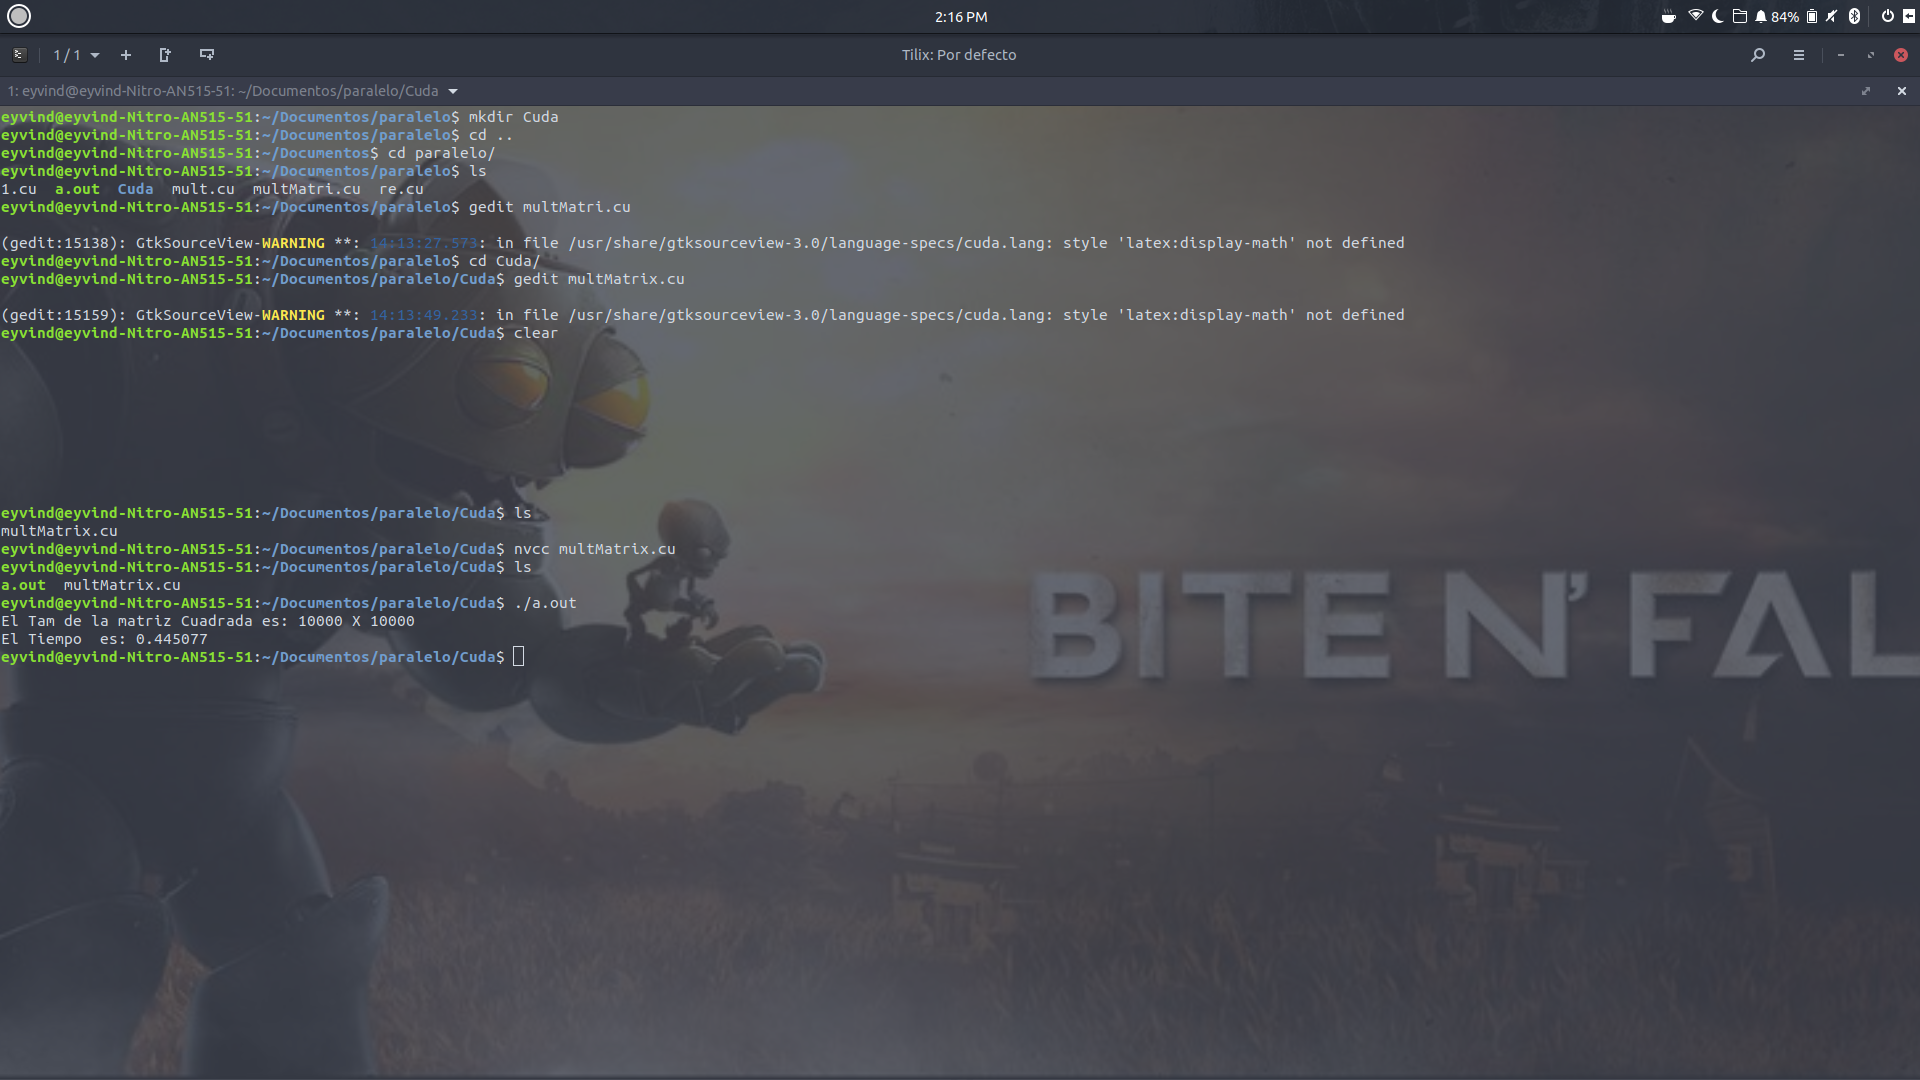 2:16 PM
84%
1 / 1
Tilix: Por defecto
1: eyvind@eyvind-Nitro-AN515-51: ~/Documentos/paralelo/Cuda
eyvind@eyvind-Nitro-AN515-51:~/Documentos/paralelo$ mkdir Cuda
eyvind@eyvind-Nitro-AN515-51:~/Documentos/paralelo$ cd ..
eyvind@eyvind-Nitro-AN515-51:~/Documentos$ cd paralelo/
eyvind@eyvind-Nitro-AN515-51:~/Documentos/paralelo$ ls
1.cu  a.out  Cuda  mult.cu  multMatri.cu  re.cu
eyvind@eyvind-Nitro-AN515-51:~/Documentos/paralelo$ gedit multMatri.cu
(gedit:15138): GtkSourceView-WARNING **: 14:13:27.573: in file /usr/share/gtksourceview-3.0/language-specs/cuda.lang: style 'latex:display-math' not defined
eyvind@eyvind-Nitro-AN515-51:~/Documentos/paralelo$ cd Cuda/
eyvind@eyvind-Nitro-AN515-51:~/Documentos/paralelo/Cuda$ gedit multMatrix.cu
(gedit:15159): GtkSourceView-WARNING **: 14:13:49.233: in file /usr/share/gtksourceview-3.0/language-specs/cuda.lang: style 'latex:display-math' not defined
eyvind@eyvind-Nitro-AN515-51:~/Documentos/paralelo/Cuda$ clear
eyvind@eyvind-Nitro-AN515-51:~/Documentos/paralelo/Cuda$ ls
multMatrix.cu
eyvind@eyvind-Nitro-AN515-51:~/Documentos/paralelo/Cuda$ nvcc multMatrix.cu
eyvind@eyvind-Nitro-AN515-51:~/Documentos/paralelo/Cuda$ ls
a.out  multMatrix.cu
eyvind@eyvind-Nitro-AN515-51:~/Documentos/paralelo/Cuda$ ./a.out
El Tam de la matriz Cuadrada es: 10000 X 10000
El Tiempo  es: 0.445077
eyvind@eyvind-Nitro-AN515-51:~/Documentos/paralelo/Cuda$
BITE N' FAL